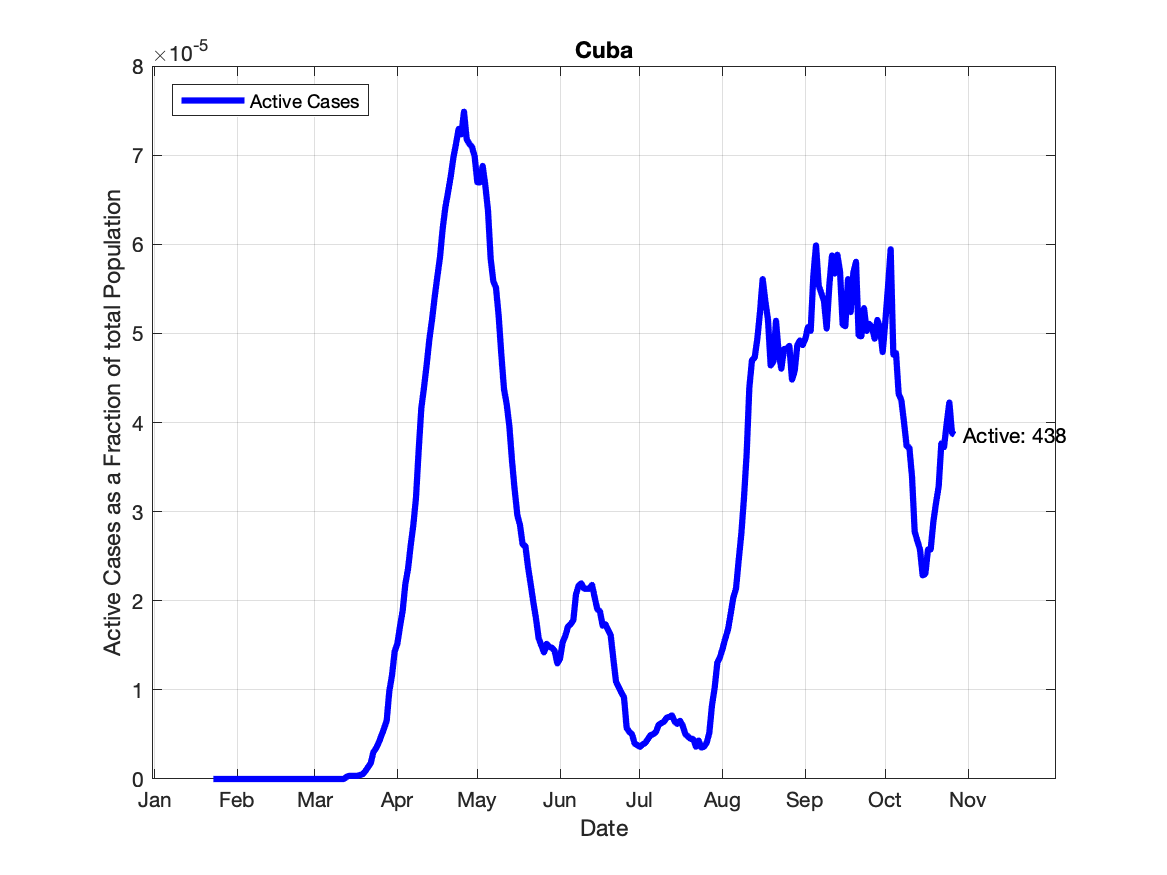 Cuba
×10-5
Active Cases
8
7
6
5
4
3
2
1
0
Active Cases as a Fraction of total Population
Active: 438
Jan Feb Mar Apr May Jun Jul Aug Sep Oct Nov
Date